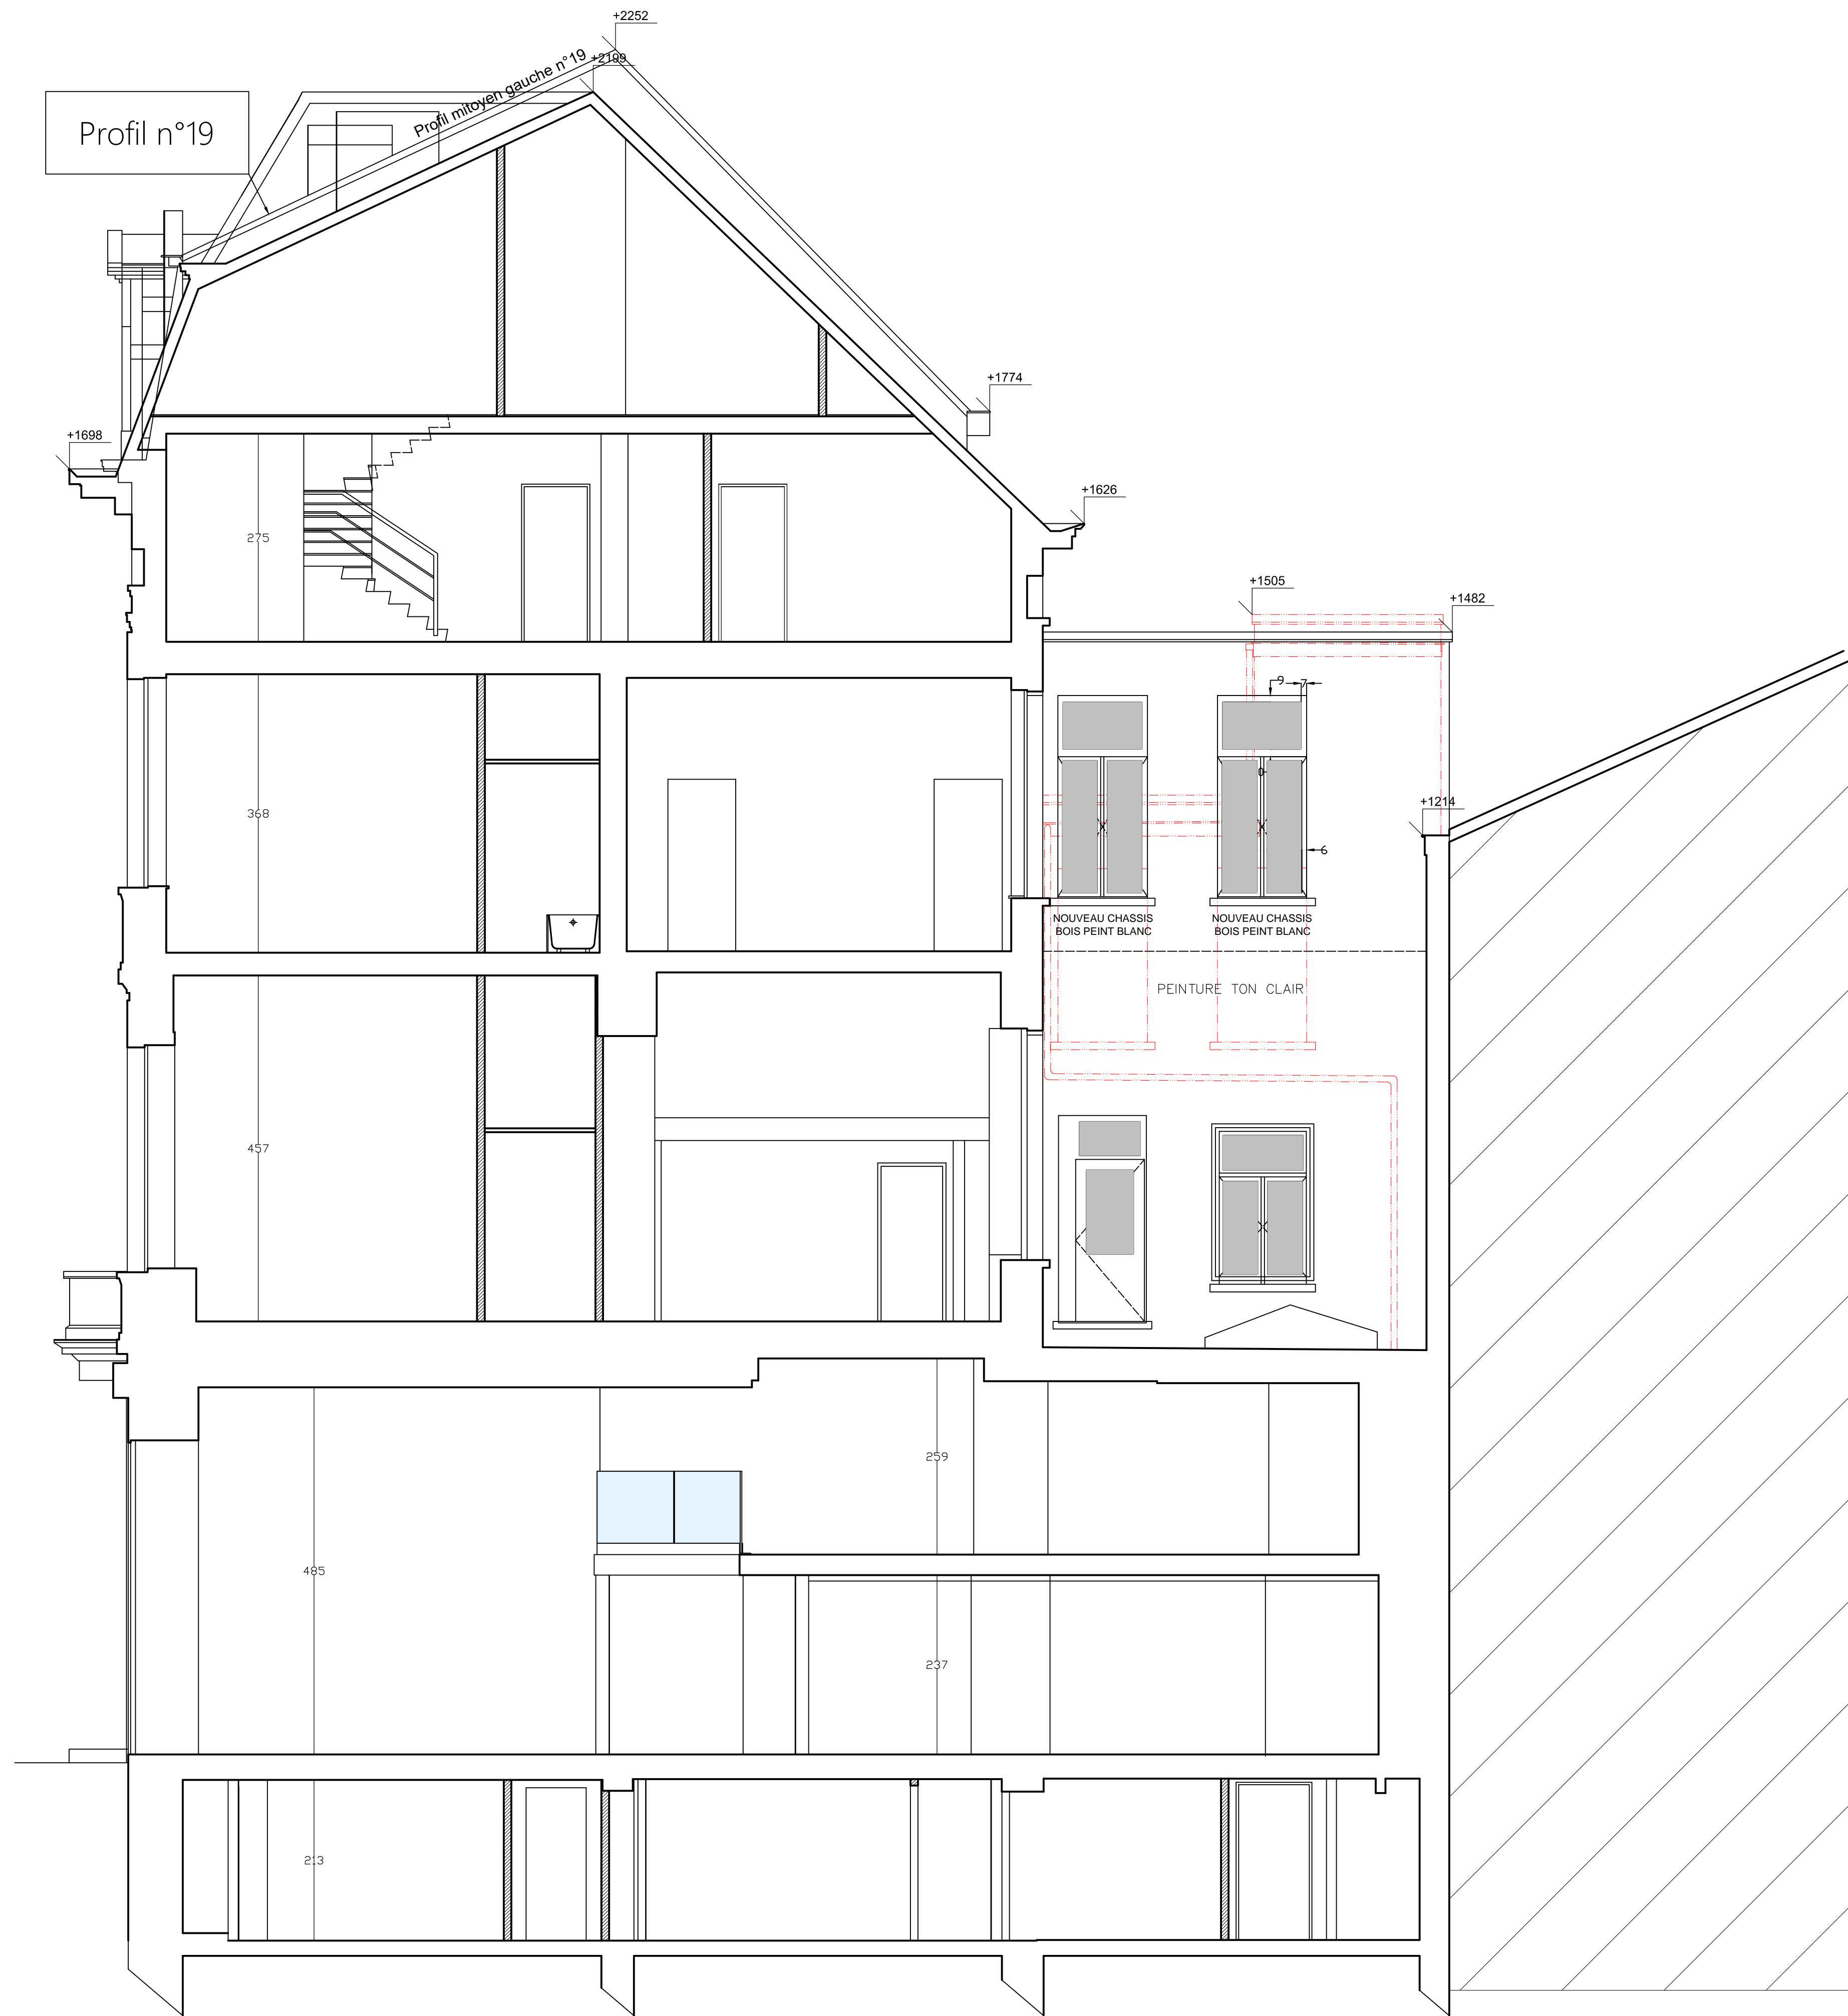 +2252
+2199
Profil mitoyen gauche n°19
Profil n°19
+1774
+1698
+1626
275
+1505
+1482
9
7
368
0
+1214
6
NOUVEAU CHASSIS
BOIS PEINT BLANC
NOUVEAU CHASSIS
BOIS PEINT BLANC
PEINTURE TON CLAIR
457
259
485
237
213